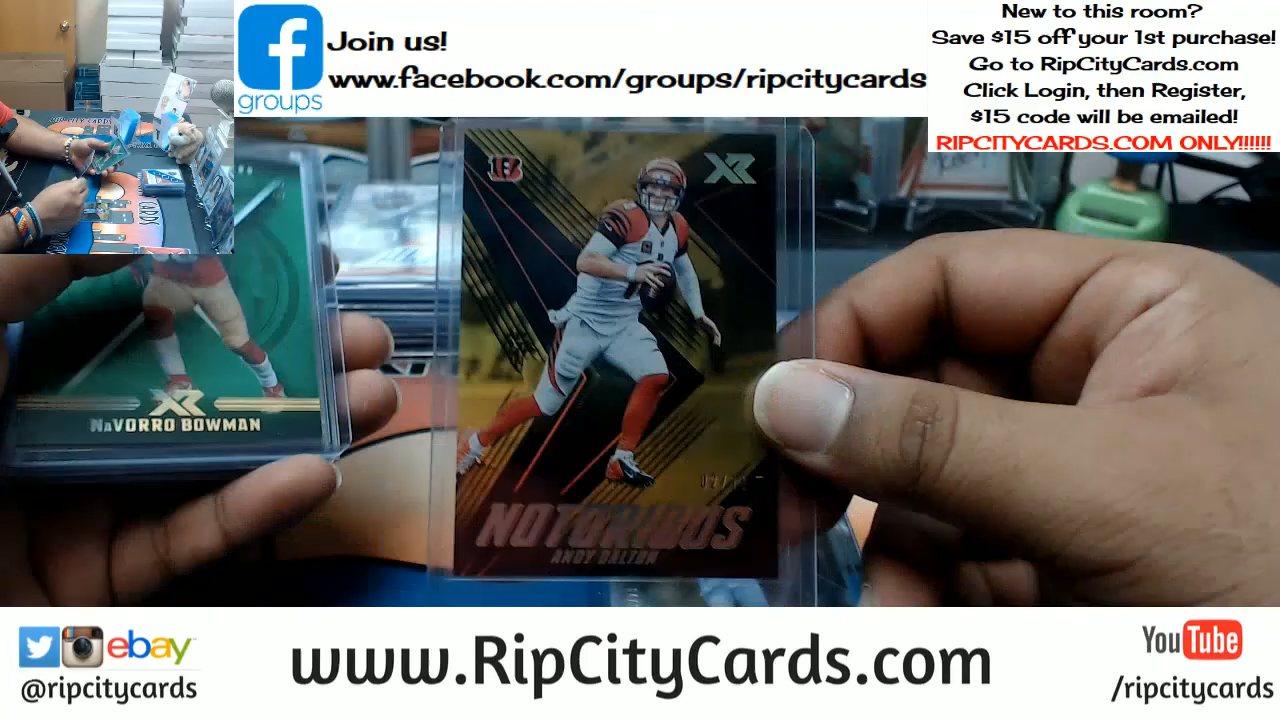 groups
Join us!
www.facebook.com/groups/ripcitycards
New to this room?
Save $15 off your 1st purchase!
Go to RipCityCards.com
Click Login, then Register,
$15 code will be emailed!
RIPCITYCARDS.COM ONLY!!!!!!
XR
XR
NAVORRO BOWMAN
NOTORIOUS
ANDY DALTON
ebay
@ripcitycards
www.RipCityCards.com
YouTube
/ripcitycards